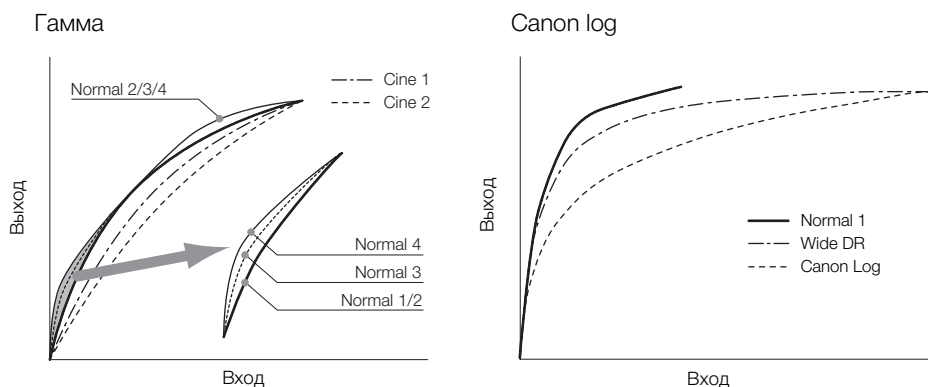 Гамма
Normal 2/3/4
Cine 1
Cine 2
Выход
Normal 4
Normal 3
Normal 1/2
Вход
Canon log
Выход
Normal 1
Wide DR
Canon Log
Вход